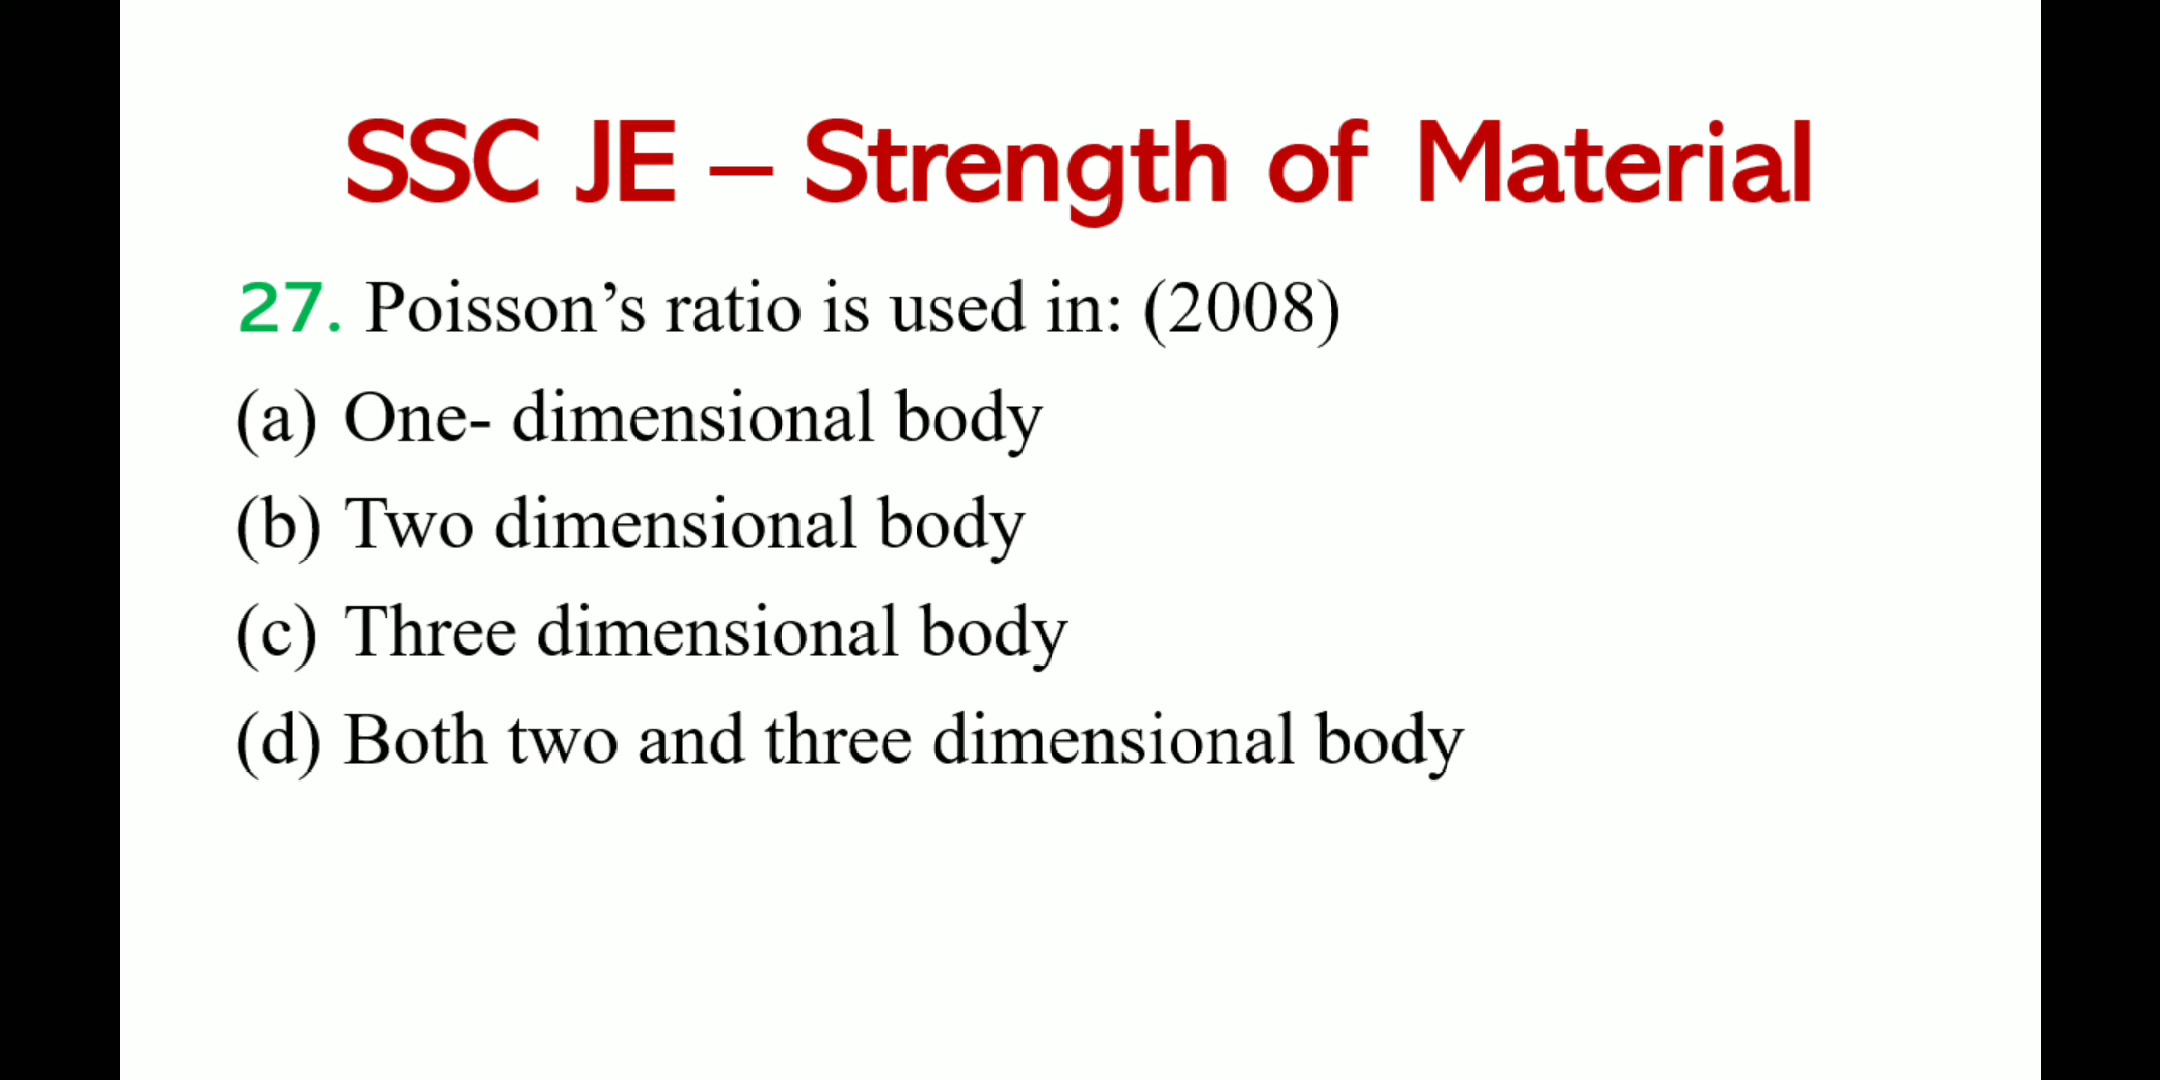 SSC JE – Strength of Material
27. Poisson’s ratio is used in: (2008)
(a) One- dimensional body
(b) Two dimensional body
(c) Three dimensional body
(d) Both two and three dimensional body